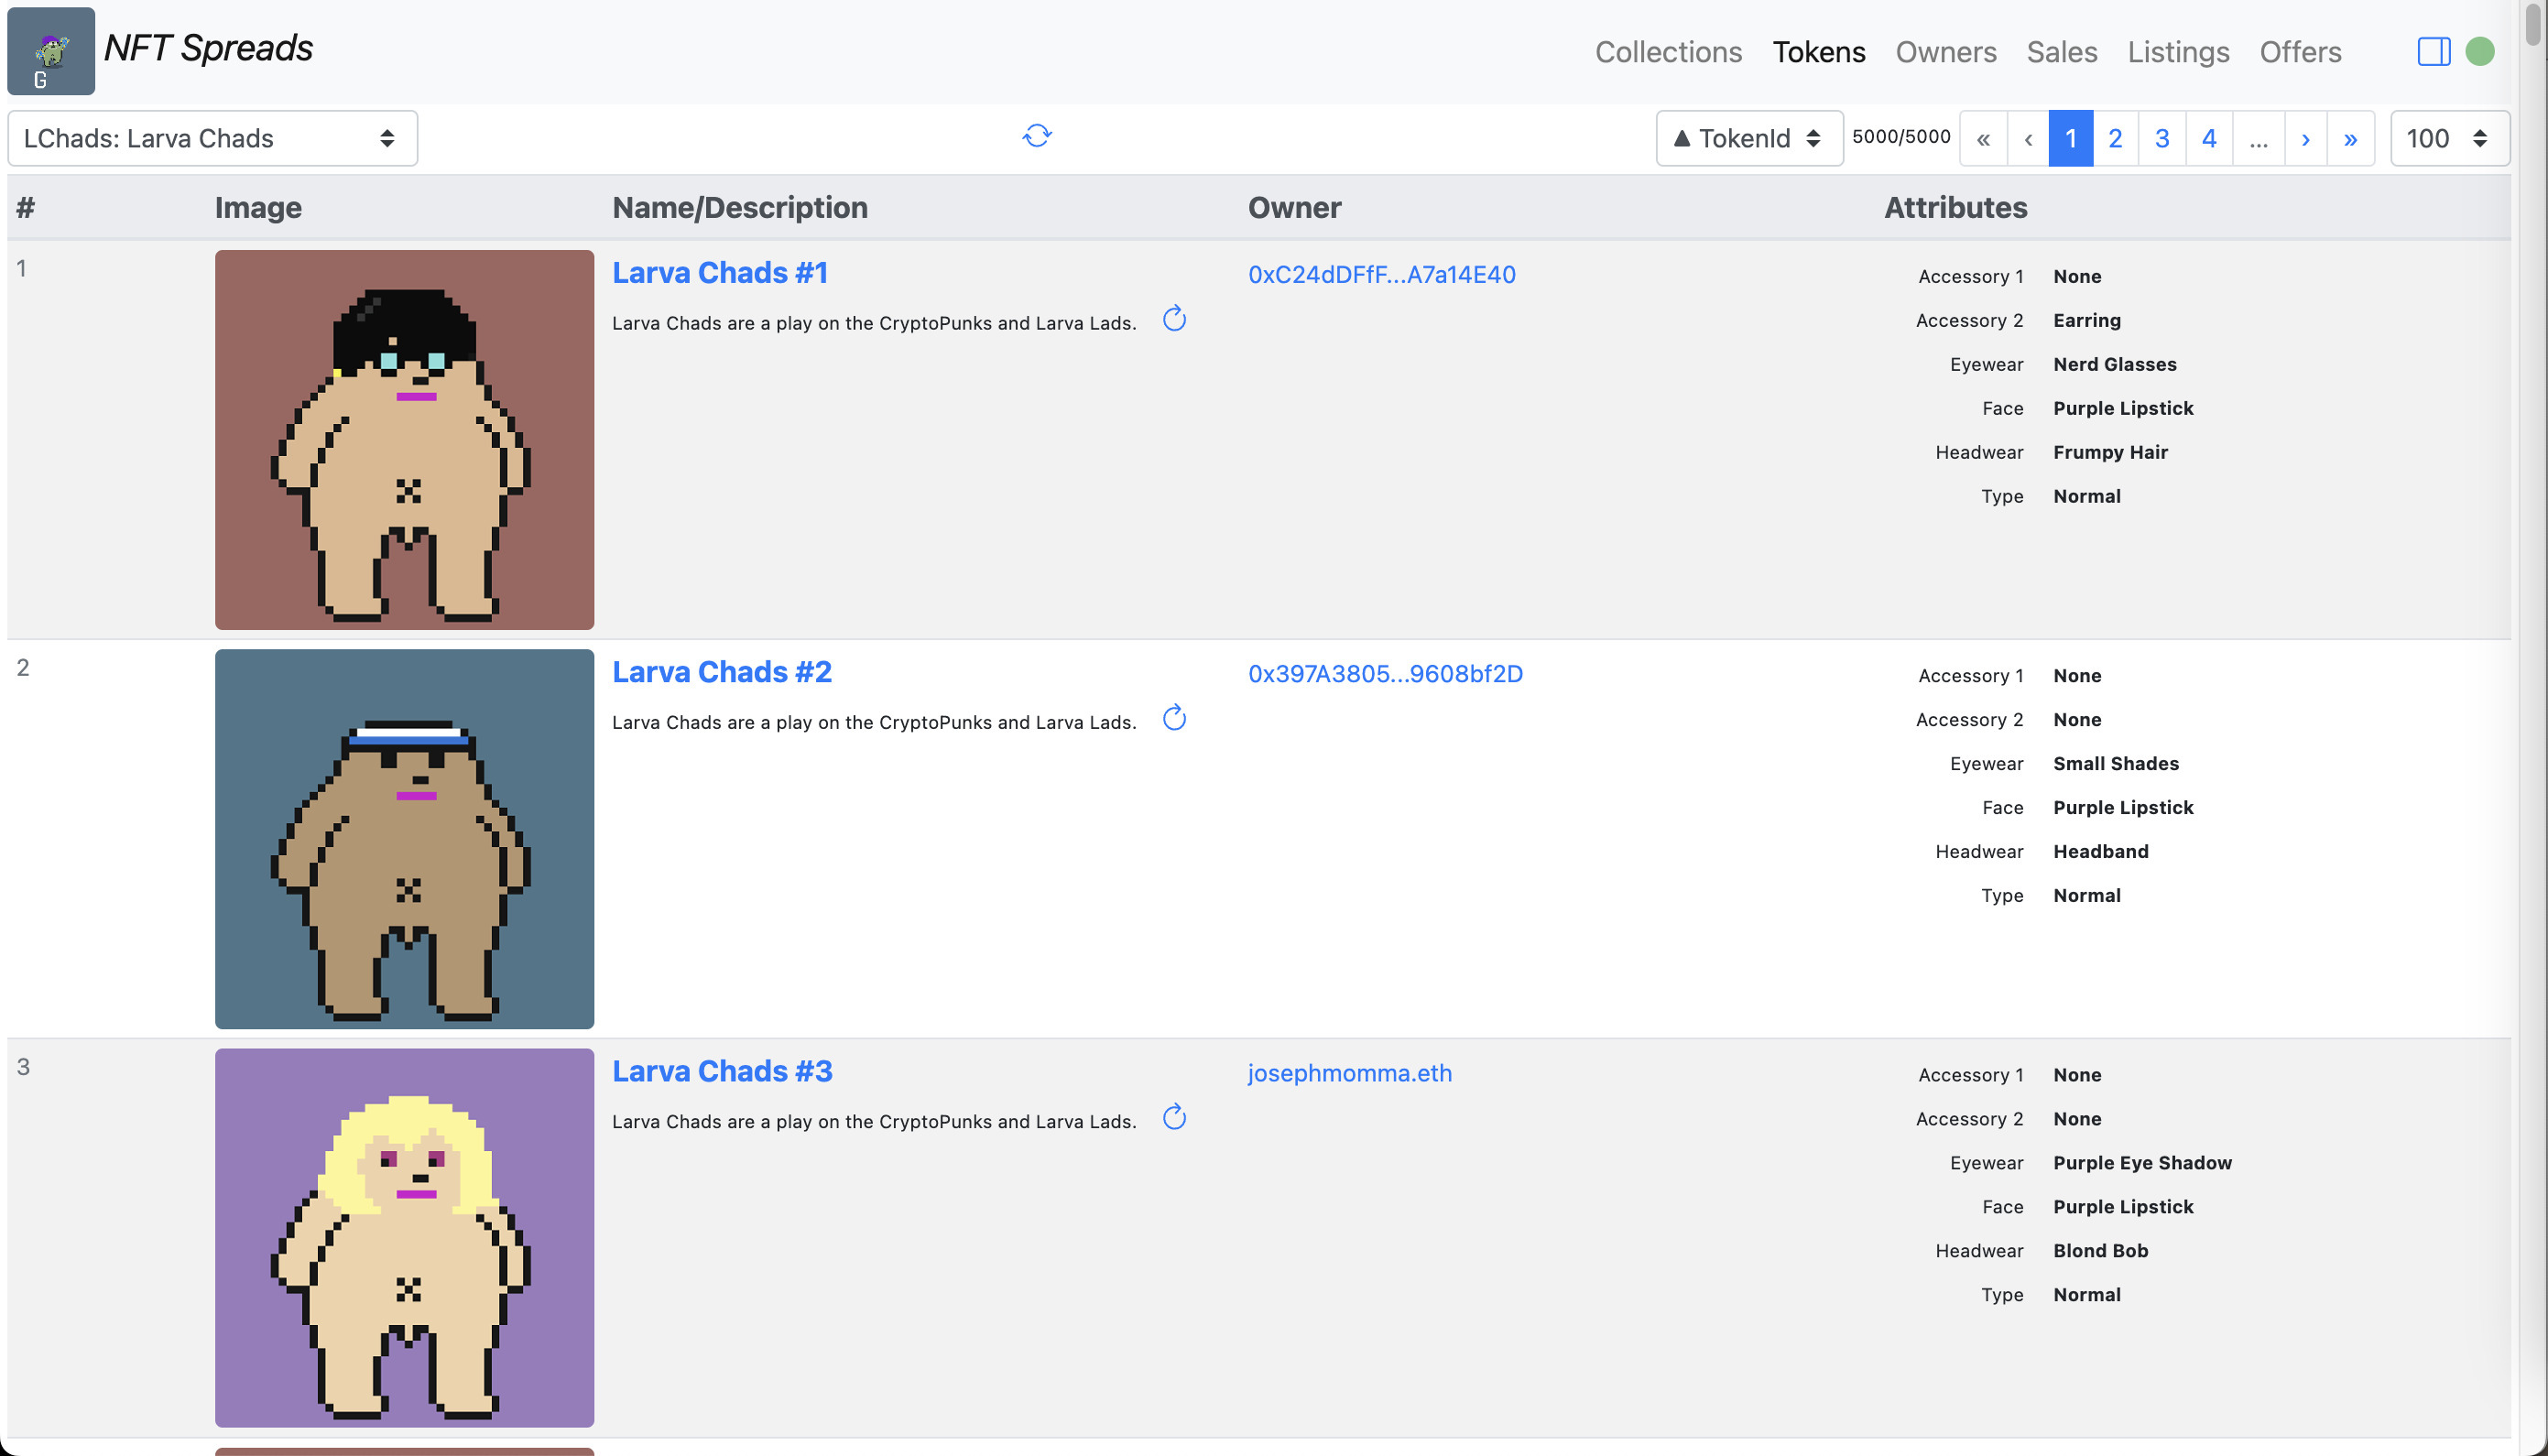 G
NFT Spreads
Collections Tokens Owners Sales Listings Offers
LChads: Larva Chads
▲ TokenId 5000/5000 « ‹ 1 2 3 4 ... › » 100
# Image Name/Description Owner Attributes
1 Larva Chads #1 0xC24dDFfF...A7a14E40
Larva Chads are a play on the CryptoPunks and Larva Lads.
Accessory 1 None
Accessory 2 Earring
Eyewear Nerd Glasses
Face Purple Lipstick
Headwear Frumpy Hair
Type Normal
2 Larva Chads #2 0x397A3805...9608bf2D
Larva Chads are a play on the CryptoPunks and Larva Lads.
Accessory 1 None
Accessory 2 None
Eyewear Small Shades
Face Purple Lipstick
Headwear Headband
Type Normal
3 Larva Chads #3 josephmomma.eth
Larva Chads are a play on the CryptoPunks and Larva Lads.
Accessory 1 None
Accessory 2 None
Eyewear Purple Eye Shadow
Face Purple Lipstick
Headwear Blond Bob
Type Normal